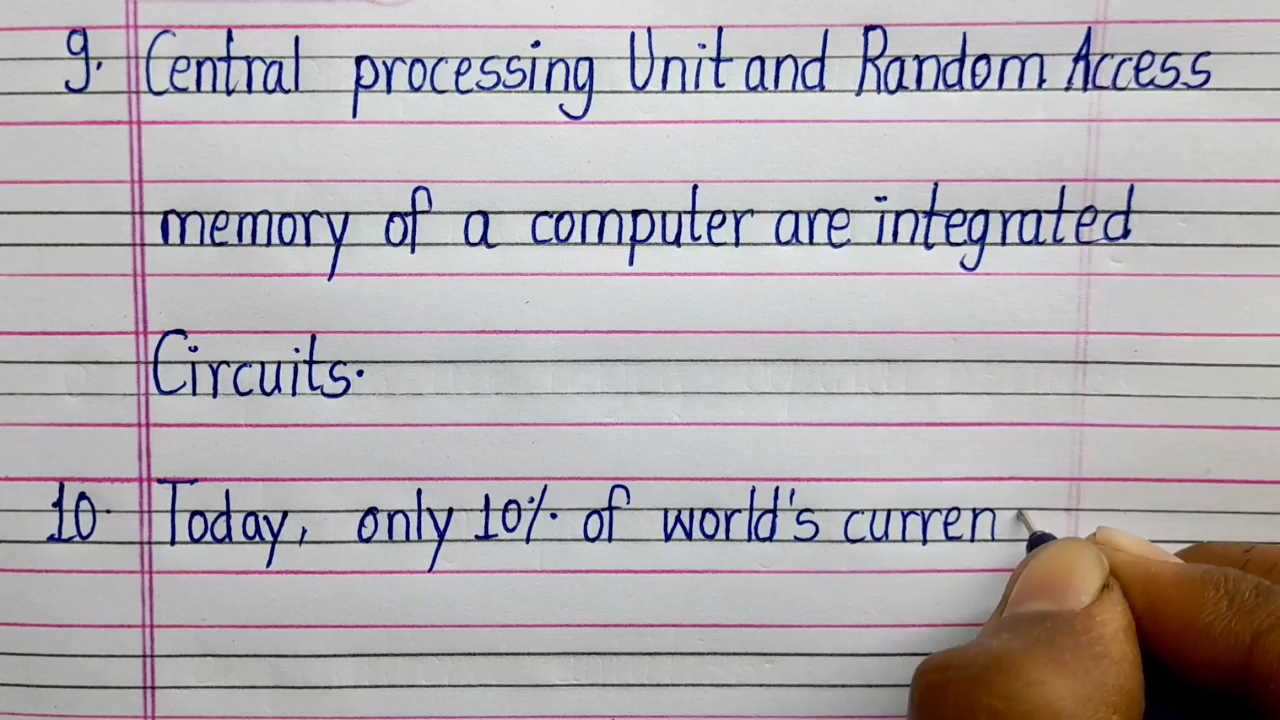 9. Central processing Unit and Random Access
memory of a computer are integrated
Circuits.
10. Today, only 10% of world's curren